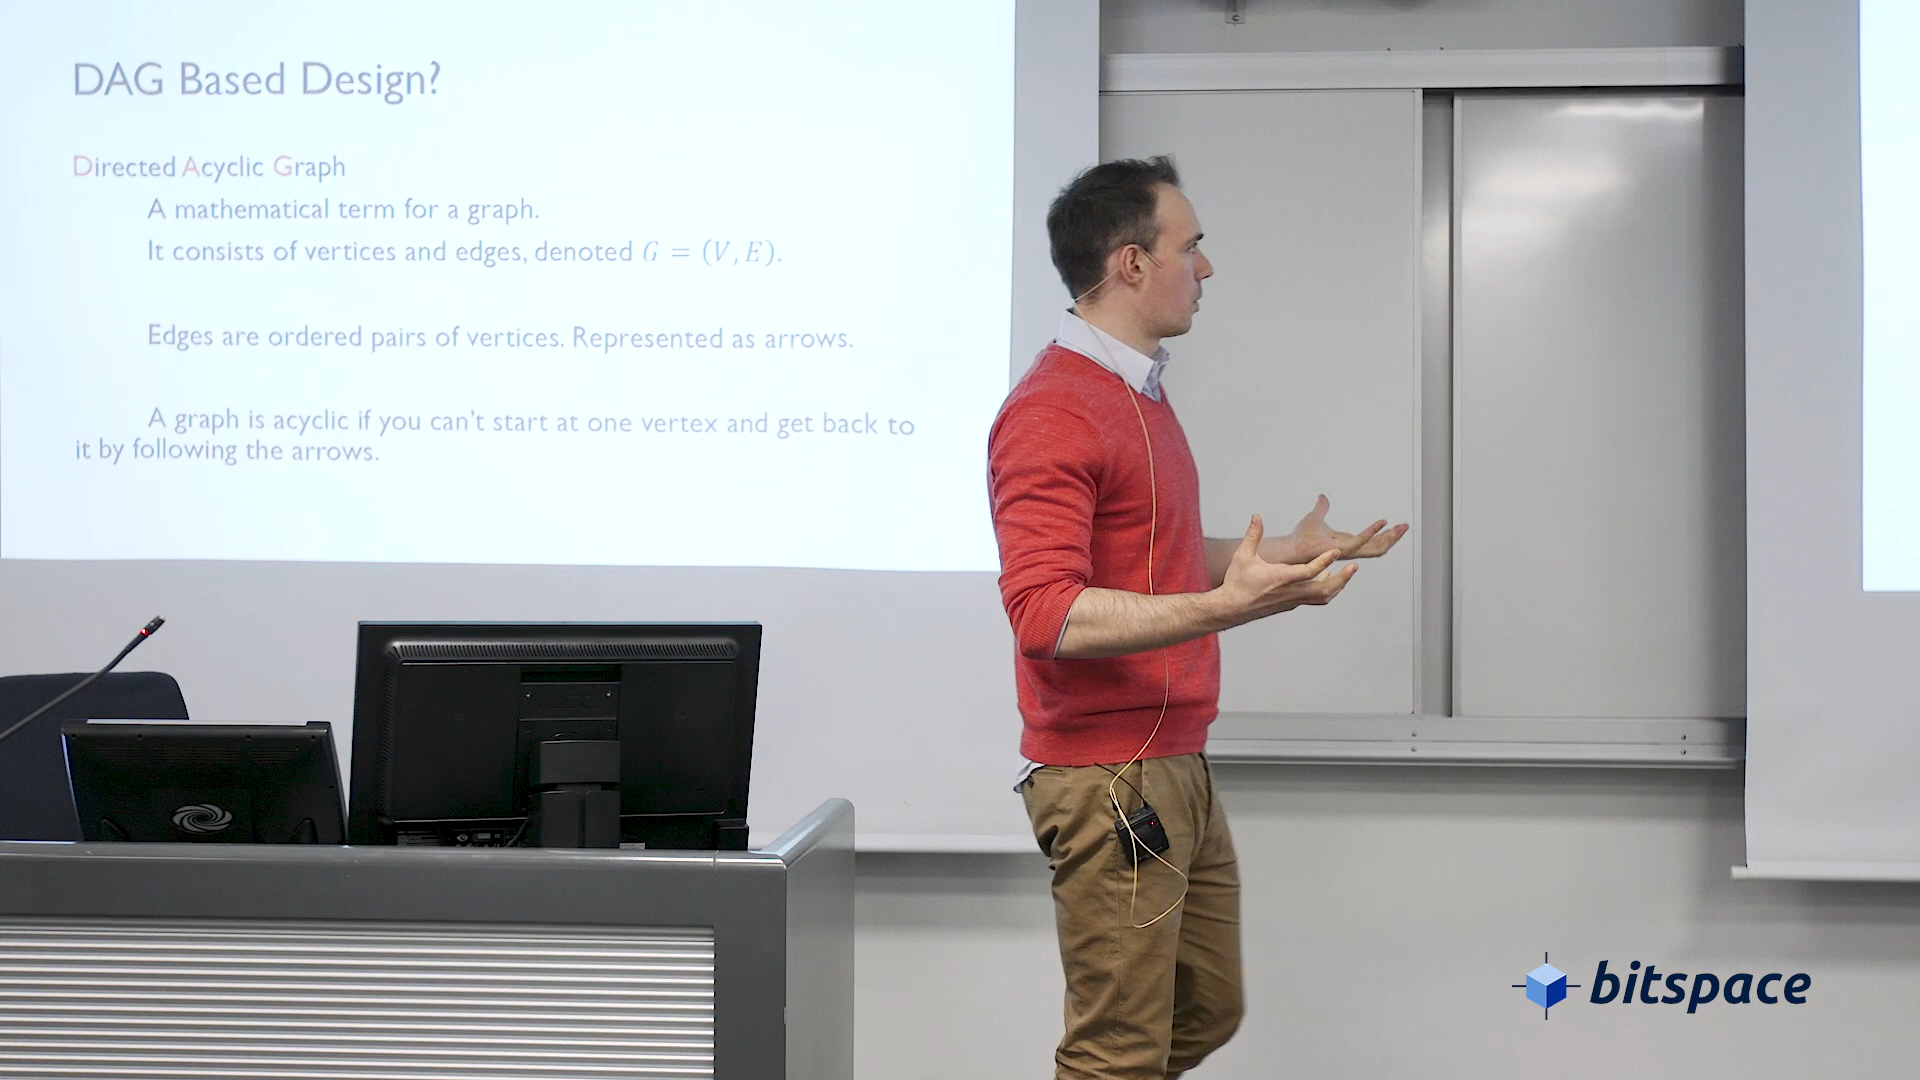 DAG Based Design?
Directed Acyclic Graph
A mathematical term for a graph.
It consists of vertices and edges, denoted G = (V, E).
Edges are ordered pairs of vertices. Represented as arrows.
A graph is acyclic if you can't start at one vertex and get back to
it by following the arrows.
bitspace